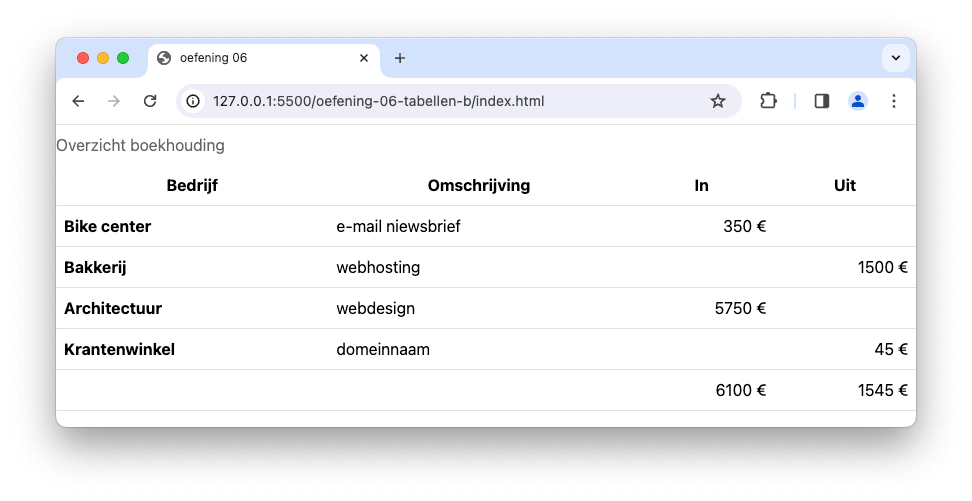 oefening 06
127.0.0.1:5500/oefening-06-tabellen-b/index.html
Overzicht boekhouding
Bedrijf Omschrijving In Uit
Bike center e-mail niewsbrief 350 €
Bakkerij webhosting 1500 €
Architectuur webdesign 5750 €
Krantenwinkel domeinnaam 45 €
6100 € 1545 €